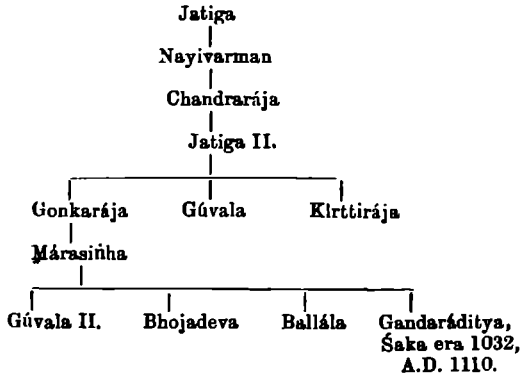 Jatiga
Nayivarman
Chandrarája
Jatiga II.
Gonkarája Gúvala Kírttirája
Márasiṅha
Gúvala II. Bhojadeva Ballála Gandaráditya,
Śaka era 1032,
A.D. 1110.